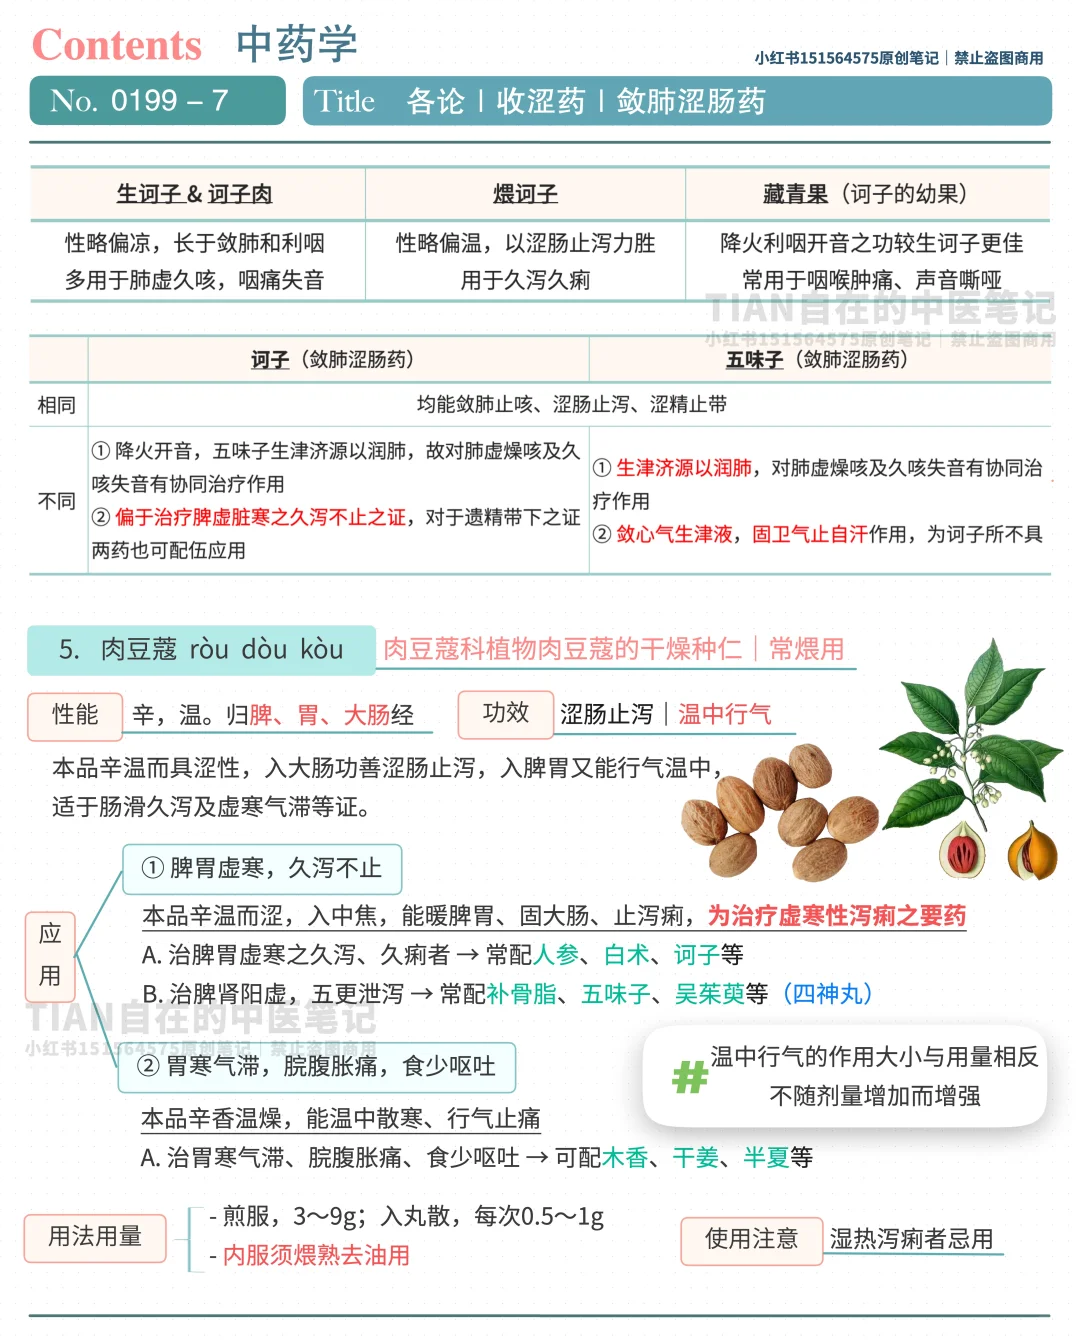 Contents 中药学
小红书151564575原创笔记｜禁止盗图商用
No. 0199 – 7
Title 各论｜收涩药｜敛肺涩肠药
生诃子 & 诃子肉
煨诃子
藏青果（诃子的幼果）
性略偏凉，长于敛肺和利咽
多用于肺虚久咳，咽痛失音
性略偏温，以涩肠止泻力胜
用于久泻久痢
降火利咽开音之功较生诃子更佳
常用于咽喉肿痛、声音嘶哑
TIAN自在的中医笔记
小红书151564575原创笔记｜禁止盗图商用
诃子（敛肺涩肠药）
五味子（敛肺涩肠药）
相同
均能敛肺止咳、涩肠止泻、涩精止带
不同
① 降火开音，五味子生津济源以润肺，故对肺虚燥咳及久
咳失音有协同治疗作用
② 偏于治疗脾虚脏寒之久泻不止之证，对于遗精带下之证
两药也可配伍应用
① 生津济源以润肺，对肺虚燥咳及久咳失音有协同治
疗作用
② 敛心气生津液，固卫气止自汗作用，为诃子所不具
5. 肉豆蔻 ròu dòu kòu
肉豆蔻科植物肉豆蔻的干燥种仁｜常煨用
性能
辛，温。归脾、胃、大肠经
功效
涩肠止泻｜温中行气
本品辛温而具涩性，入大肠功善涩肠止泻，入脾胃又能行气温中，
适于肠滑久泻及虚寒气滞等证。
应
用
① 脾胃虚寒，久泻不止
本品辛温而涩，入中焦，能暖脾胃、固大肠、止泻痢，为治疗虚寒性泻痢之要药
A. 治脾胃虚寒之久泻、久痢者 → 常配人参、白术、诃子等
B. 治脾肾阳虚，五更泄泻 → 常配补骨脂、五味子、吴茱萸等（四神丸）
TIAN自在的中医笔记
小红书151564575原创笔记｜禁止盗图商用
② 胃寒气滞，脘腹胀痛，食少呕吐
# 温中行气的作用大小与用量相反
不随剂量增加而增强
本品辛香温燥，能温中散寒、行气止痛
A. 治胃寒气滞、脘腹胀痛、食少呕吐 → 可配木香、干姜、半夏等
用法用量
- 煎服，3～9g；入丸散，每次0.5～1g
- 内服须煨熟去油用
使用注意
湿热泻痢者忌用